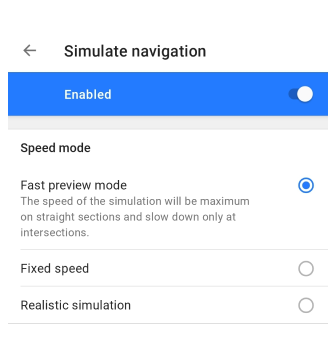 Simulate navigation
Enabled
Speed mode
Fast preview mode
The speed of the simulation will be maximum
on straight sections and slow down only at
intersections.
Fixed speed
Realistic simulation